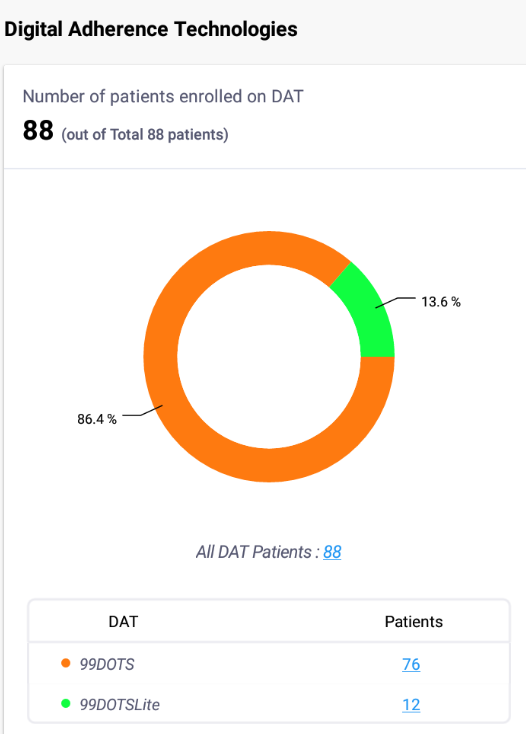 Digital Adherence Technologies
Number of patients enrolled on DAT
88 (out of Total 88 patients)
13.6 %
86.4 %
All DAT Patients : 88
DAT Patients
99DOTS 76
99DOTSLite 12